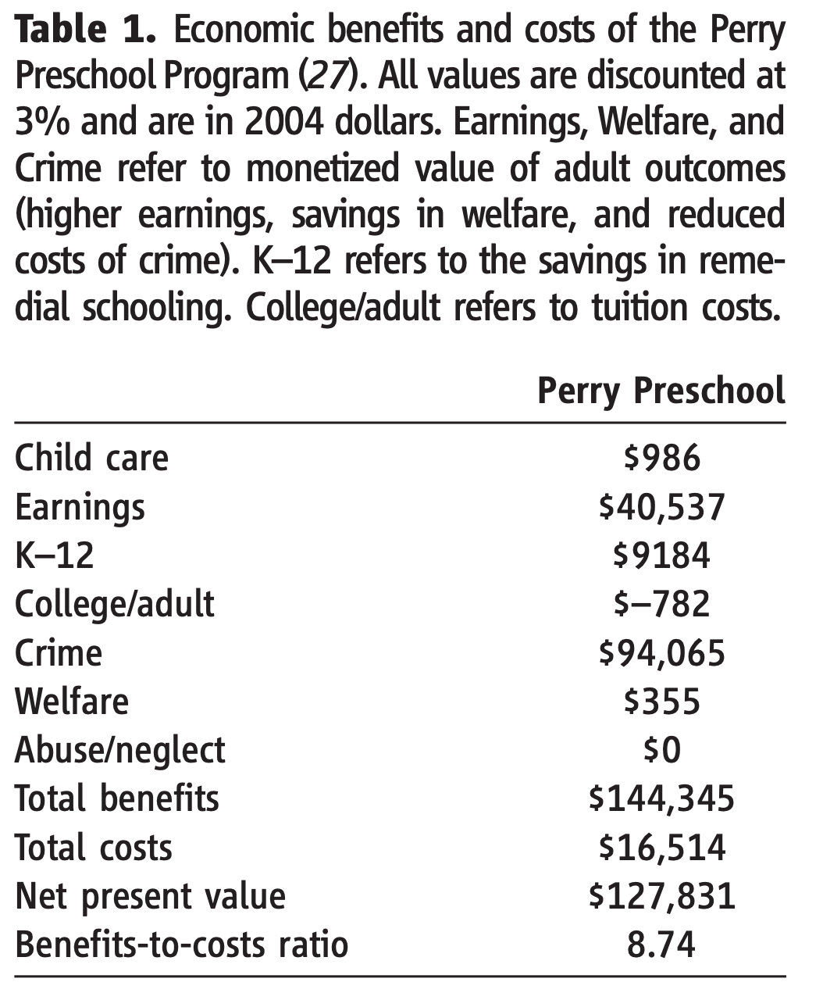 Table 1. Economic benefits and costs of the Perry
Preschool Program (27). All values are discounted at
3% and are in 2004 dollars. Earnings, Welfare, and
Crime refer to monetized value of adult outcomes
(higher earnings, savings in welfare, and reduced
costs of crime). K–12 refers to the savings in reme-
dial schooling. College/adult refers to tuition costs.
Perry Preschool
Child care $986
Earnings $40,537
K–12 $9184
College/adult $–782
Crime $94,065
Welfare $355
Abuse/neglect $0
Total benefits $144,345
Total costs $16,514
Net present value $127,831
Benefits-to-costs ratio 8.74